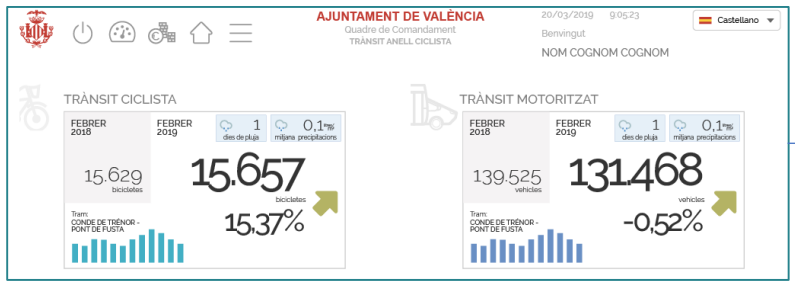 AJUNTAMENT DE VALÈNCIA
Quadre de Comandament
TRÀNSIT ANELL CICLISTA
20/03/2019 9.05.23
Benvingut
NOM COGNOM COGNOM
Castellano
TRÀNSIT CICLISTA
FEBRER
2018
FEBRER
2019
1
dies de pluja
0,1
mitjana precipitacions
15.629
bicicletes
15.657
bicicletes
Tram:
CONDE DE TRÉNOR -
PONT DE FUSTA
15,37%
TRÀNSIT MOTORITZAT
FEBRER
2018
FEBRER
2019
1
dies de pluja
0,1
mitjana precipitacions
139.525
vehicles
131.468
vehicles
Tram:
CONDE DE TRÉNOR -
PONT DE FUSTA
-0,52%